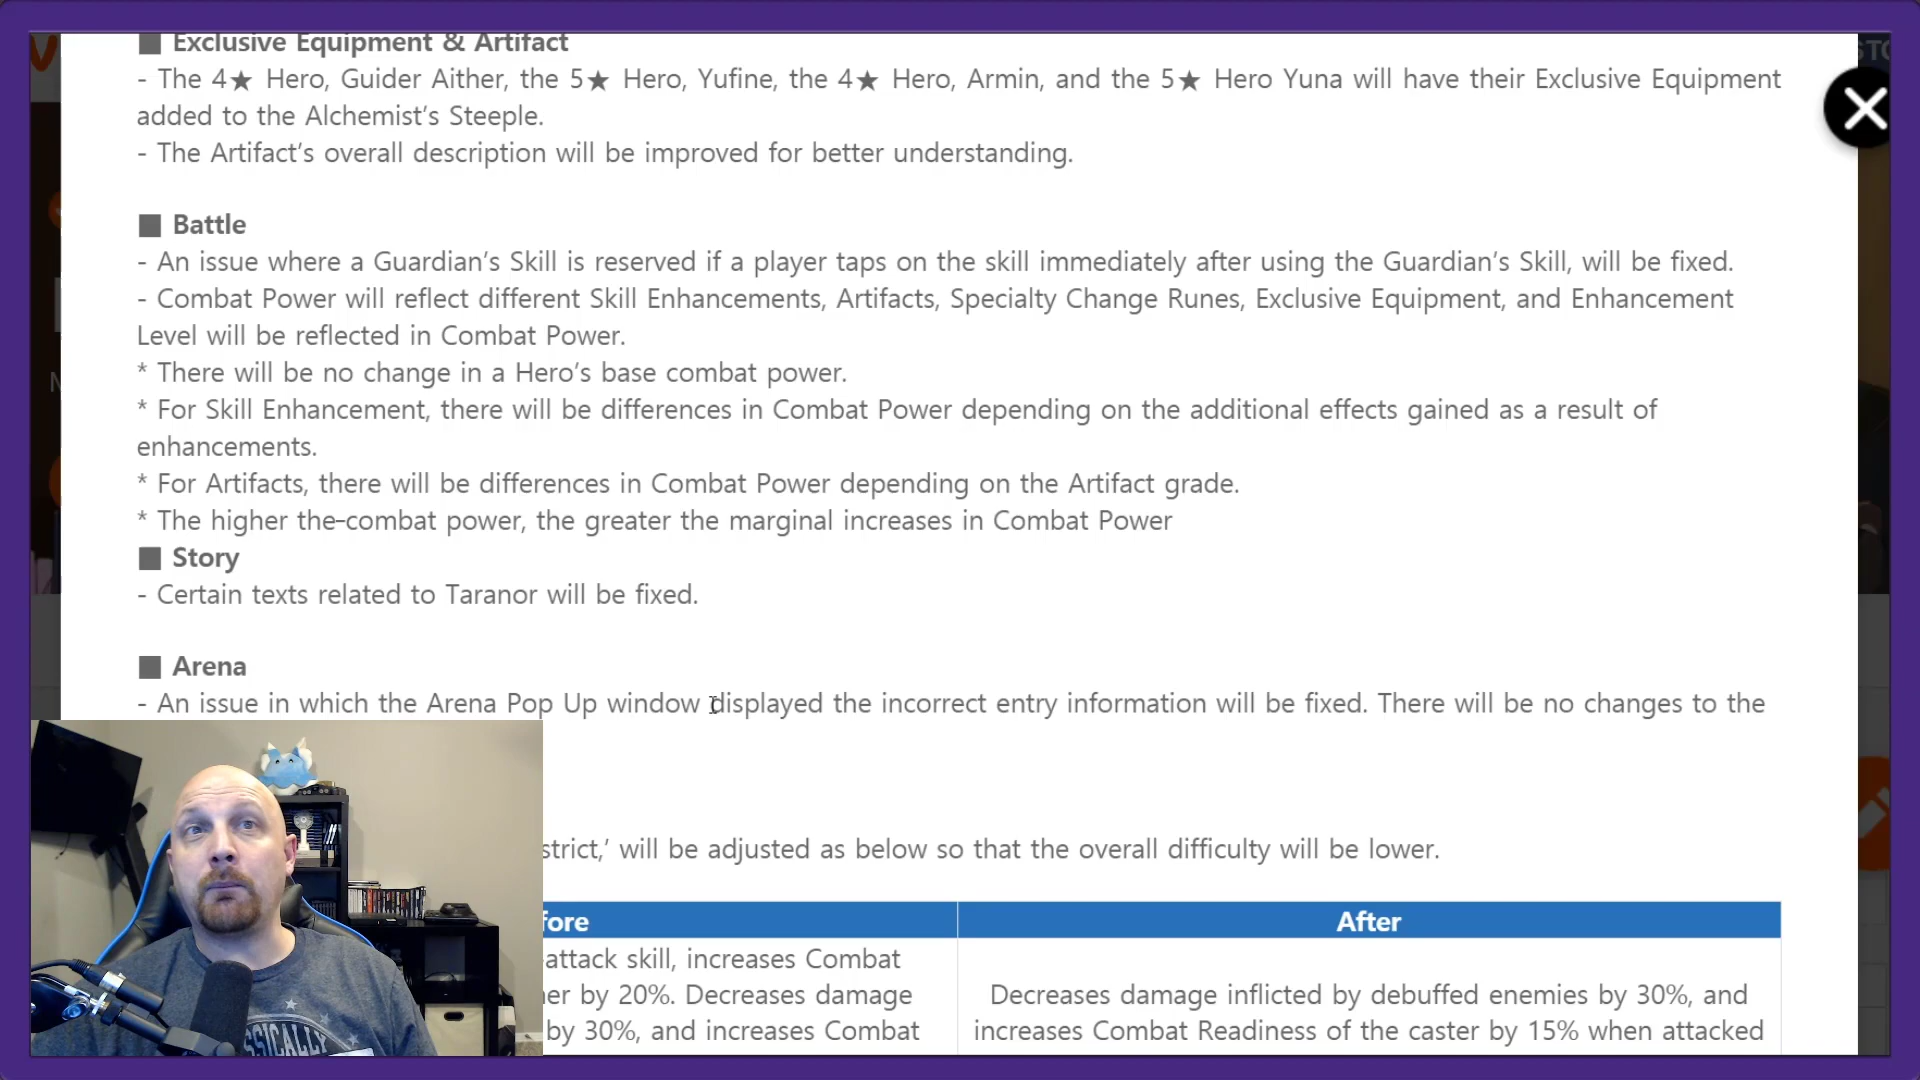 ■ Exclusive Equipment & Artifact
- The 4★ Hero, Guider Aither, the 5★ Hero, Yufine, the 4★ Hero, Armin, and the 5★ Hero Yuna will have their Exclusive Equipment
added to the Alchemist's Steeple.
- The Artifact's overall description will be improved for better understanding.
■ Battle
- An issue where a Guardian's Skill is reserved if a player taps on the skill immediately after using the Guardian's Skill, will be fixed.
- Combat Power will reflect different Skill Enhancements, Artifacts, Specialty Change Runes, Exclusive Equipment, and Enhancement
Level will be reflected in Combat Power.
* There will be no change in a Hero's base combat power.
* For Skill Enhancement, there will be differences in Combat Power depending on the additional effects gained as a result of
enhancements.
* For Artifacts, there will be differences in Combat Power depending on the Artifact grade.
* The higher the-combat power, the greater the marginal increases in Combat Power
■ Story
- Certain texts related to Taranor will be fixed.
■ Arena
- An issue in which the Arena Pop Up window displayed the incorrect entry information will be fixed. There will be no changes to the
strict,' will be adjusted as below so that the overall difficulty will be lower.
fore
After
attack skill, increases Combat
er by 20%. Decreases damage
by 30%, and increases Combat
Decreases damage inflicted by debuffed enemies by 30%, and
increases Combat Readiness of the caster by 15% when attacked